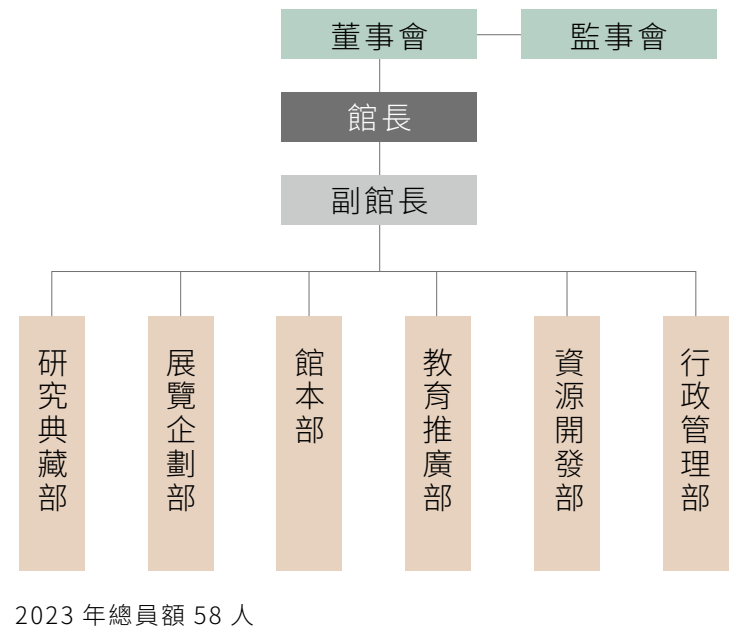 董事會
監事會
館長
副館長
研究典藏部
展覽企劃部
館本部
教育推廣部
資源開發部
行政管理部
2023 年總員額 58 人